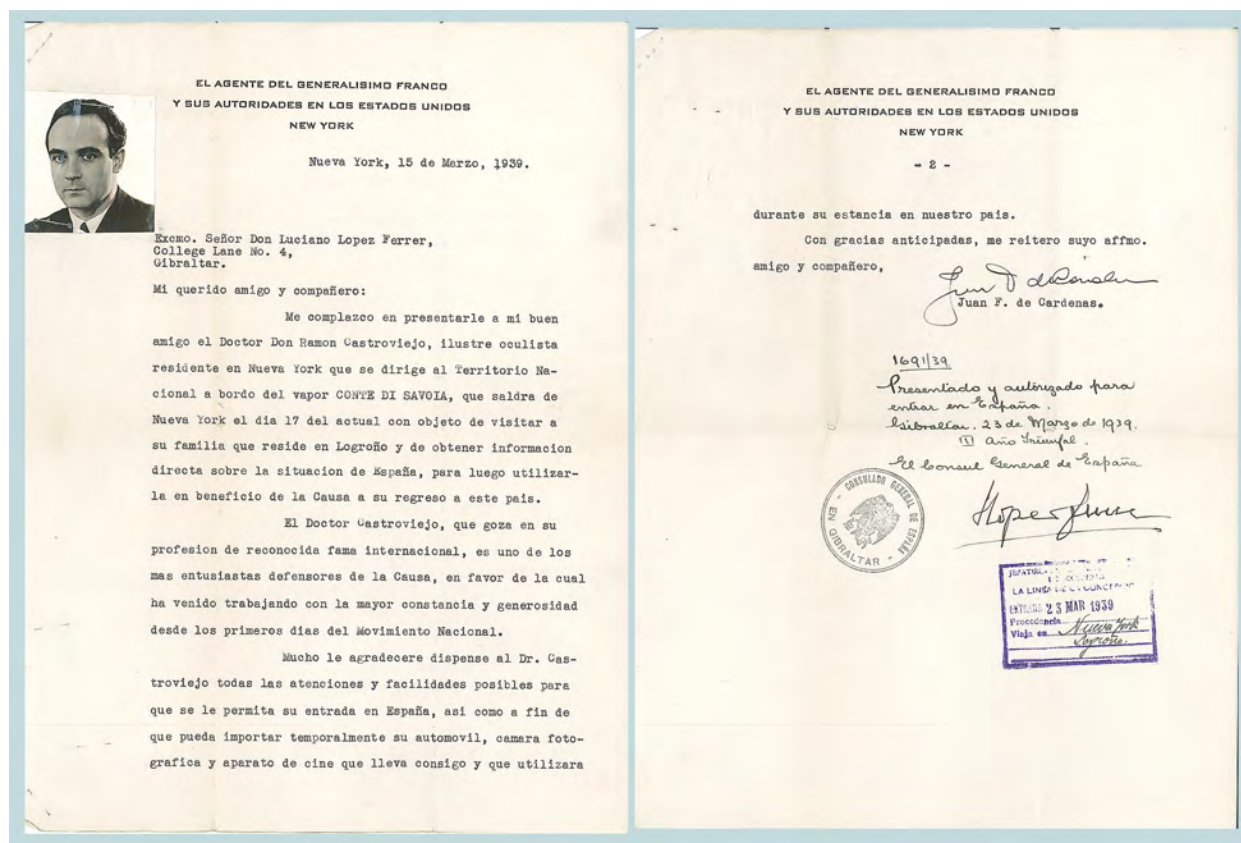 EL AGENTE DEL GENERALISIMO FRANCO
Y SUS AUTORIDADES EN LOS ESTADOS UNIDOS
NEW YORK
Nueva York, 15 de Marzo, 1939.
Excmo. Señor Don Luciano Lopez Ferrer,
College Lane No. 4,
Gibraltar.
Mi querido amigo y compañero:
Me complazco en presentarle a mi buen
amigo el Doctor Don Ramon Castroviejo, ilustre oculista
residente en Nueva York que se dirige al Territorio Na-
cional a bordo del vapor CONTE DI SAVOIA, que saldra de
Nueva York el dia 17 del actual con objeto de visitar a
su familia que reside en Logroño y de obtener informacion
directa sobre la situacion de España, para luego utilizar-
la en beneficio de la Causa a su regreso a este pais.
El Doctor Castroviejo, que goza en su
profesion de reconocida fama internacional, es uno de los
mas entusiastas defensores de la Causa, en favor de la cual
ha venido trabajando con la mayor constancia y generosidad
desde los primeros dias del Movimiento Nacional.
Mucho le agradecere dispense al Dr. Cas-
troviejo todas las atenciones y facilidades posibles para
que se le permita su entrada en España, asi como a fin de
que pueda importar temporalmente su automovil, camara foto-
grafica y aparato de cine que lleva consigo y que utilizara
EL AGENTE DEL GENERALISIMO FRANCO
Y SUS AUTORIDADES EN LOS ESTADOS UNIDOS
NEW YORK
- 2 -
durante su estancia en nuestro pais.
Con gracias anticipadas, me reitero suyo affmo.
amigo y compañero,
Juan F. de Cardenas.
1691/39
Presentado y autorizado para
entrar en España.
Gibraltar. 23 de Marzo de 1939.
III Año Triunfal.
El Consul General de España
CONSULADO GENERAL DE ESPAÑA
- EN GIBRALTAR -
LA LINEA DE LA CONCEPCION
ENTRADA 23 MAR 1939
Procedencia Nueva York
Viaja en Logroño.